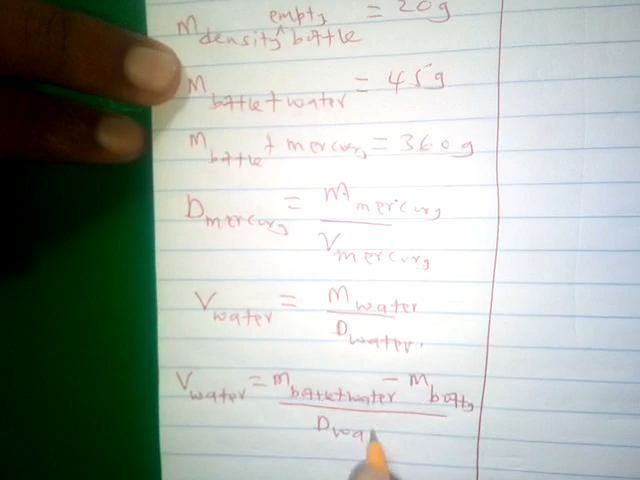 M empty density^bottle = 20g
M bottle+water = 45g
M bottle + mercury = 360g
D mercury = M mercury / V mercury
V water = M water / D water.
V water = M bottle+water - M bottle / D wa